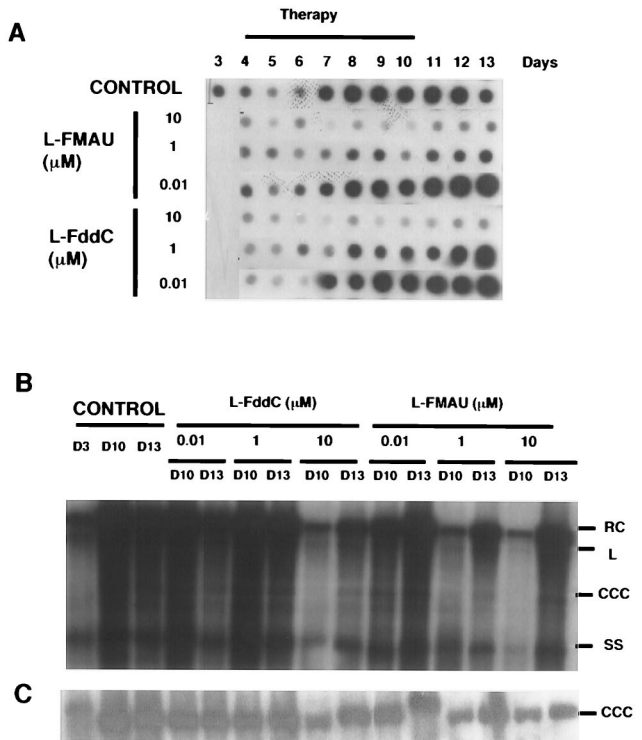 A
Therapy
3 4 5 6 7 8 9 10 11 12 13 Days
CONTROL
L-FMAU
(μM)
10
1
0.01
L-FddC
(μM)
10
1
0.01
B
CONTROL L-FddC (μM) L-FMAU (μM)
0.01 1 10 0.01 1 10
D3 D10 D13 D10 D13 D10 D13 D10 D13 D10 D13 D10 D13 D10 D13
RC
L
CCC
SS
C
CCC